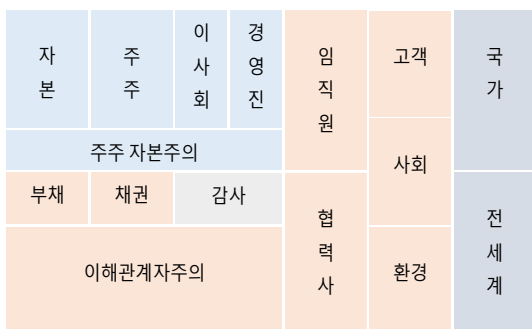 자본
주주
이사회
경영진
임직원
고객
국가
주주 자본주의
사회
부채
채권
감사
협력사
전세계
이해관계자주의
환경